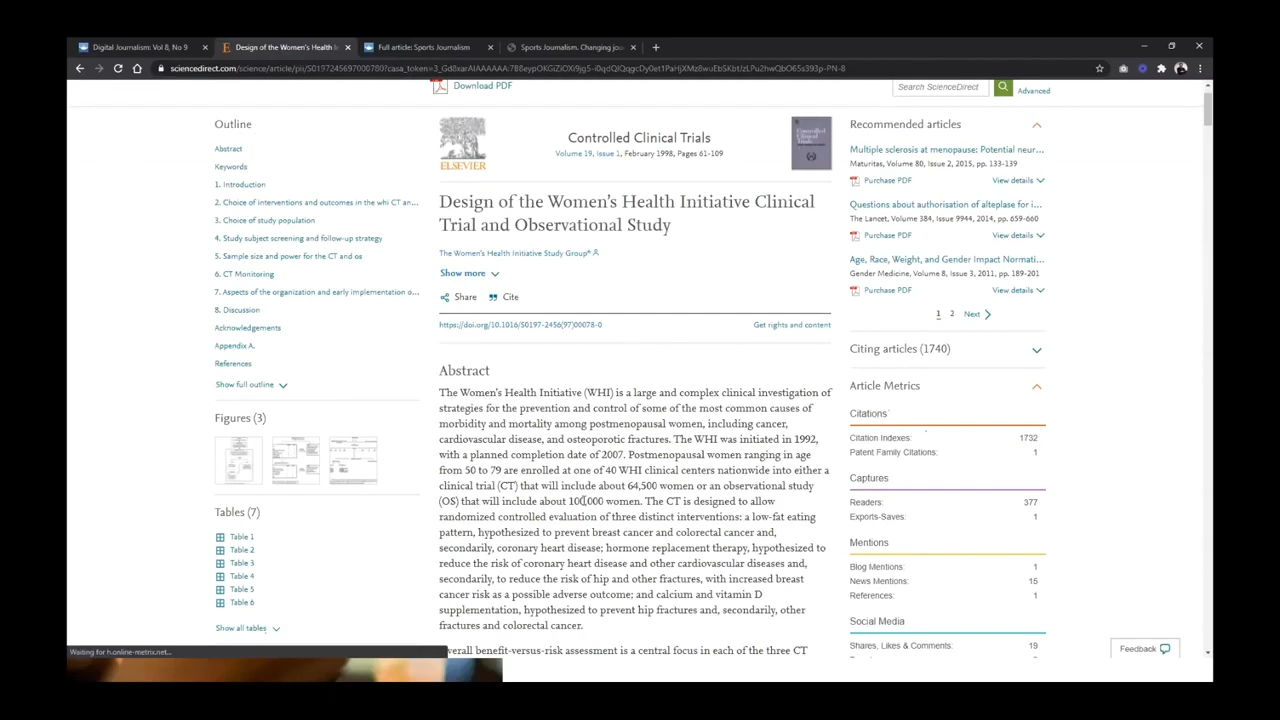 Digital Journalism: Vol 8, No 9
Design of the Women's Health In
Full article: Sports Journalism
Sports Journalism. Changing jou
Outline
Abstract
Keywords
1. Introduction
2. Choice of interventions and outcomes in the whi CT an...
3. Choice of study population
4. Study subject screening and follow-up strategy
5. Sample size and power for the CT and os
6. CT Monitoring
7. Aspects of the organization and early implementation o...
8. Discussion
Acknowledgements
Appendix A.
References
Show full outline
Figures (3)
Tables (7)
Table 1
Table 2
Table 3
Table 4
Table 5
Table 6
Show all tables
Waiting for h.online-metrix.net...
Download PDF
ELSEVIER
Controlled Clinical Trials
Volume 19, Issue 1, February 1998, Pages 61-109
Design of the Women's Health Initiative Clinical
Trial and Observational Study
The Women's Health Initiative Study Group*
Show more
Share Cite
https://doi.org/10.1016/S0197-2456(97)00078-0 Get rights and content
Abstract
The Women's Health Initiative (WHI) is a large and complex clinical investigation of
strategies for the prevention and control of some of the most common causes of
morbidity and mortality among postmenopausal women, including cancer,
cardiovascular disease, and osteoporotic fractures. The WHI was initiated in 1992,
with a planned completion date of 2007. Postmenopausal women ranging in age
from 50 to 79 are enrolled at one of 40 WHI clinical centers nationwide into either a
clinical trial (CT) that will include about 64,500 women or an observational study
(OS) that will include about 100,000 women. The CT is designed to allow
randomized controlled evaluation of three distinct interventions: a low-fat eating
pattern, hypothesized to prevent breast cancer and colorectal cancer and,
secondarily, coronary heart disease; hormone replacement therapy, hypothesized to
reduce the risk of coronary heart disease and other cardiovascular diseases and,
secondarily, to reduce the risk of hip and other fractures, with increased breast
cancer risk as a possible adverse outcome; and calcium and vitamin D
supplementation, hypothesized to prevent hip fractures and, secondarily, other
fractures and colorectal cancer.
verall benefit-versus-risk assessment is a central focus in each of the three CT
Search ScienceDirect Advanced
Recommended articles
Multiple sclerosis at menopause: Potential neur...
Maturitas, Volume 80, Issue 2, 2015, pp. 133-139
Purchase PDF View details
Questions about authorisation of alteplase for i...
The Lancet, Volume 384, Issue 9944, 2014, pp. 659-660
Purchase PDF View details
Age, Race, Weight, and Gender Impact Normati...
Gender Medicine, Volume 8, Issue 3, 2011, pp. 189-201
Purchase PDF View details
1 2 Next
Citing articles (1740)
Article Metrics
Citations
Citation Indexes: 1732
Patent Family Citations: 1
Captures
Readers: 377
Exports-Saves: 1
Mentions
Blog Mentions: 1
News Mentions: 15
References: 1
Social Media
Shares, Likes & Comments: 19
Feedback